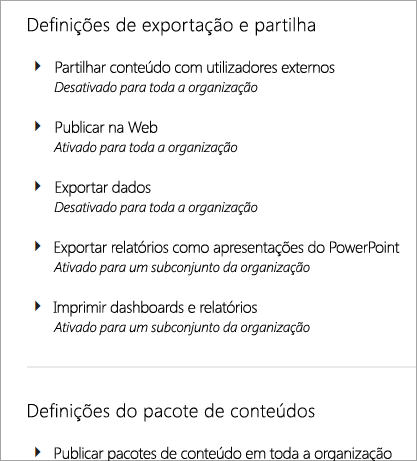 Definições de exportação e partilha
Partilhar conteúdo com utilizadores externos
Desativado para toda a organização
Publicar na Web
Ativado para toda a organização
Exportar dados
Desativado para toda a organização
Exportar relatórios como apresentações do PowerPoint
Ativado para um subconjunto da organização
Imprimir dashboards e relatórios
Ativado para um subconjunto da organização
Definições do pacote de conteúdos
Publicar pacotes de conteúdo em toda a organização